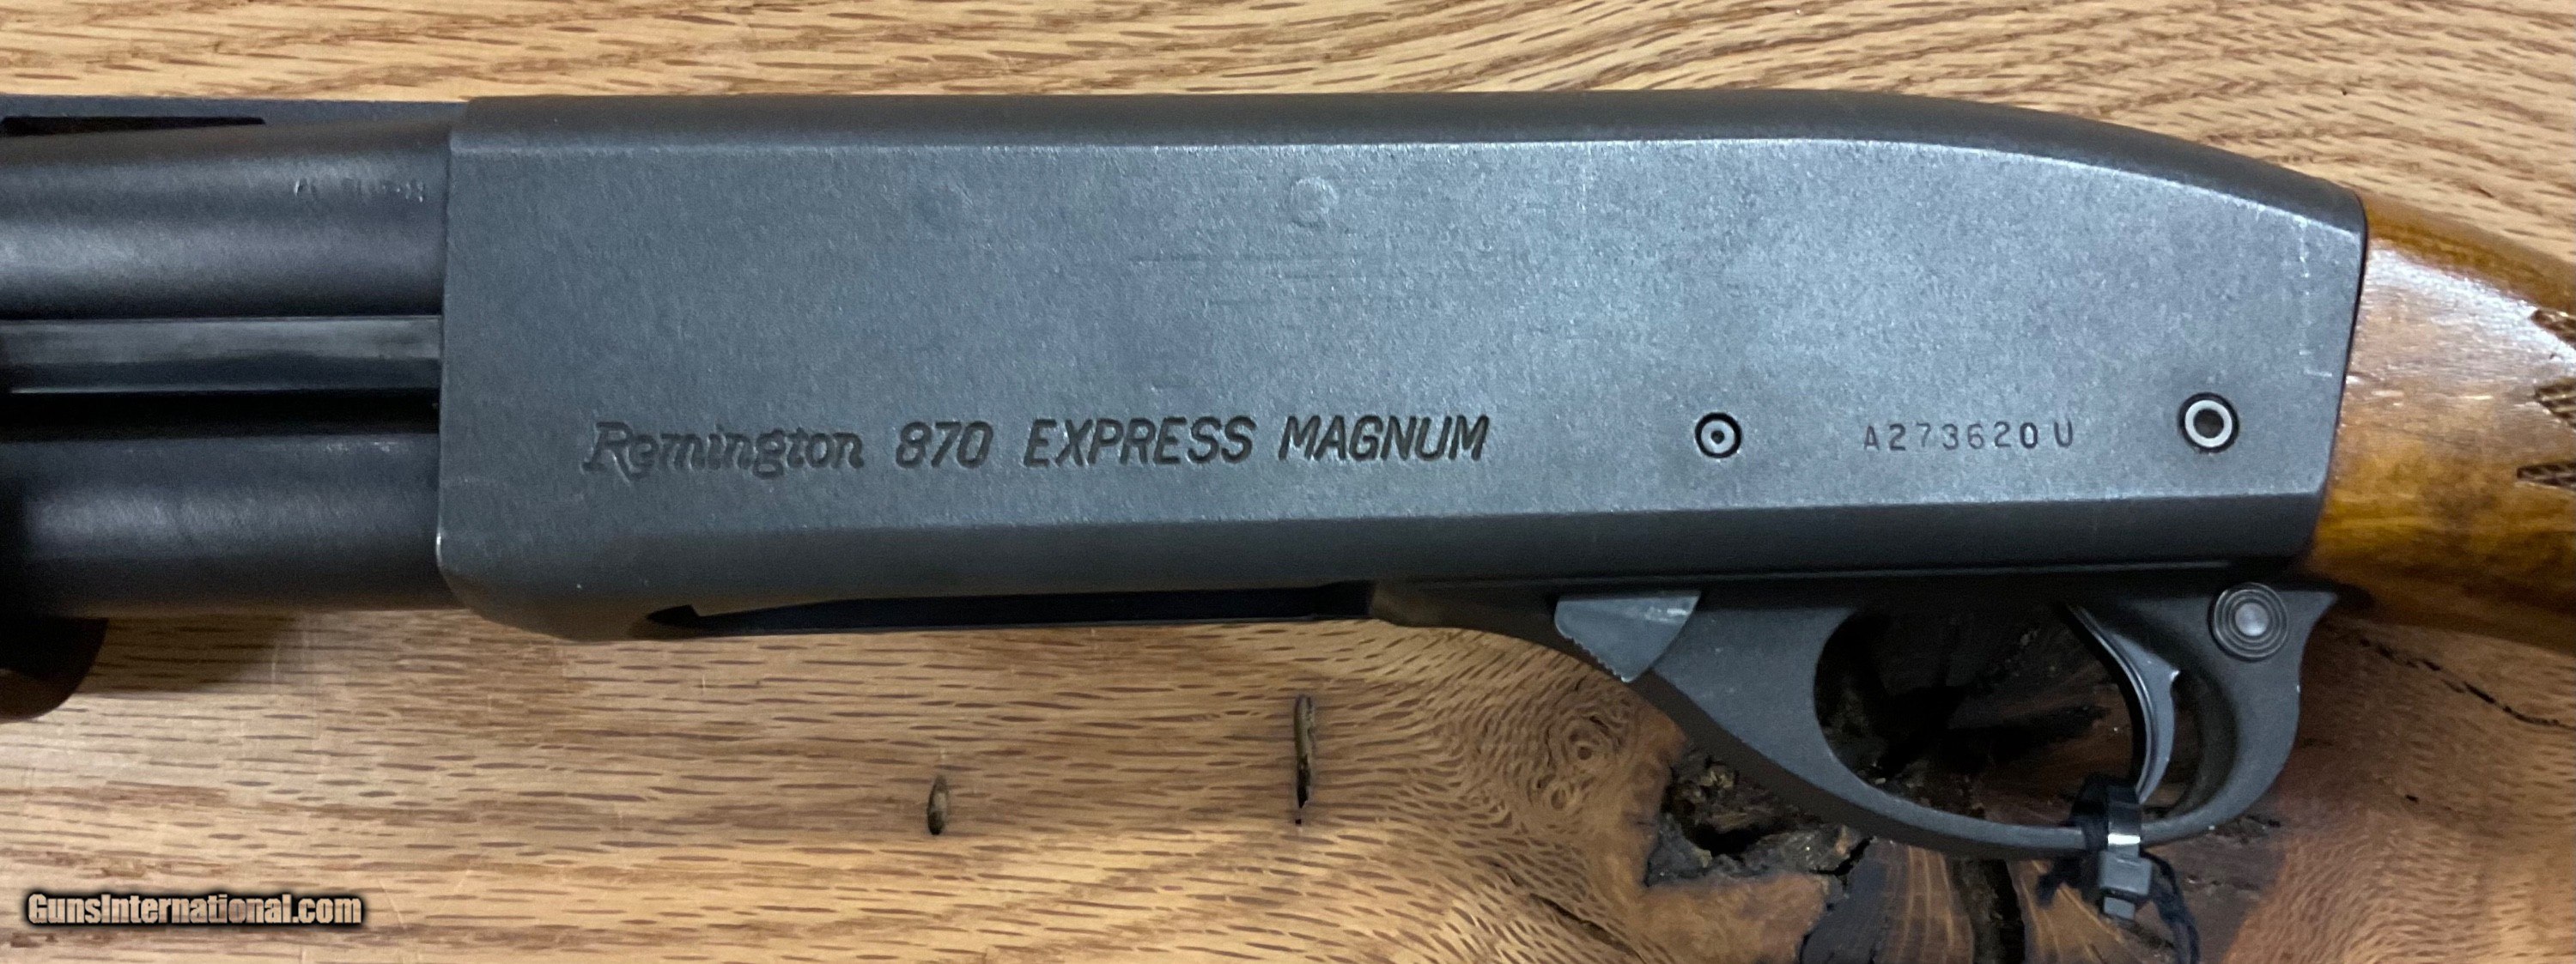 Remington 870 EXPRESS MAGNUM
A273620U
GunsInternational.com